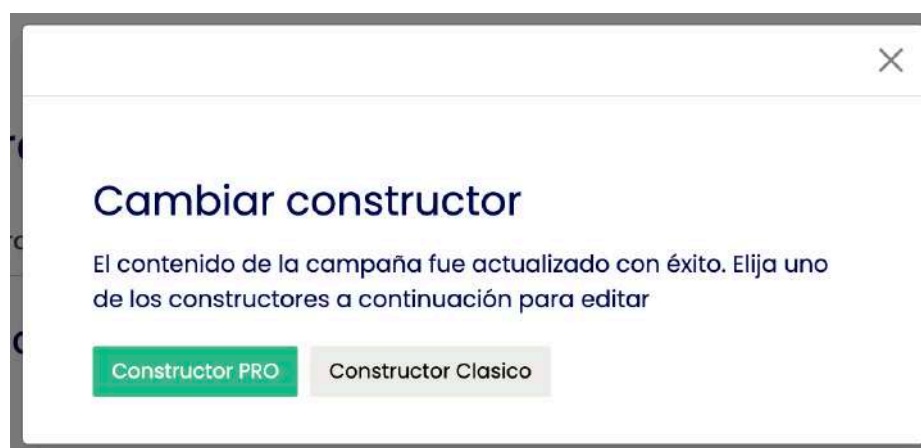 Cambiar constructor
El contenido de la campaña fue actualizado con éxito. Elija uno
de los constructores a continuación para editar
Constructor PRO
Constructor Clasico